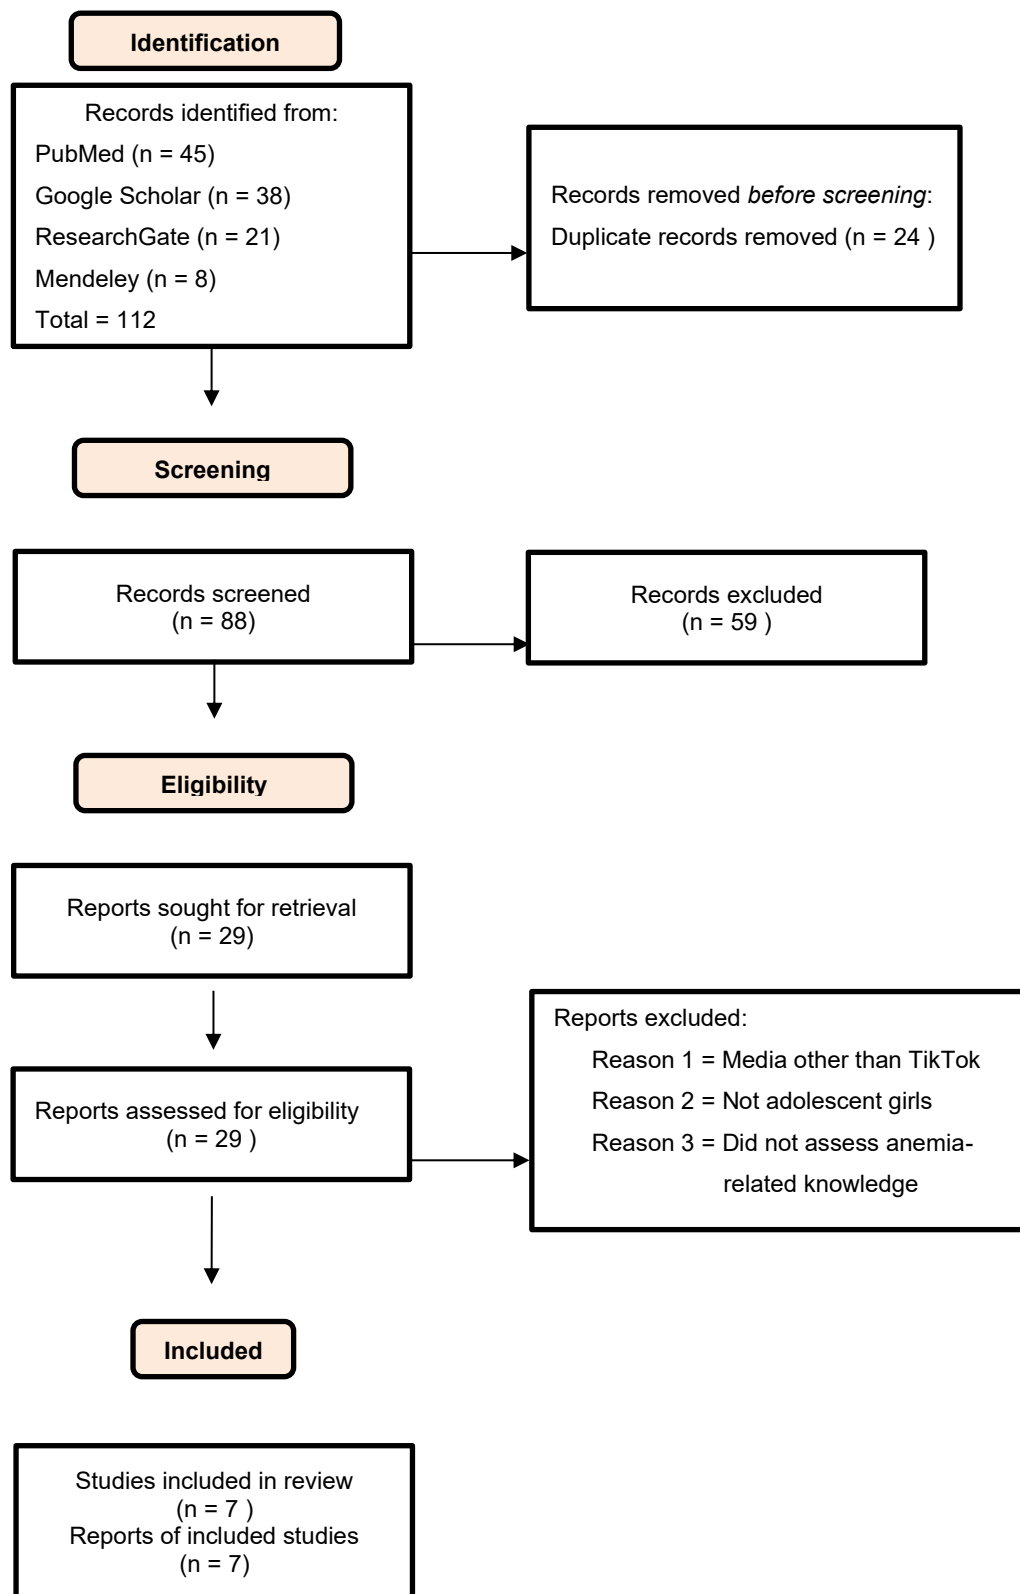 Identification
Records identified from:
PubMed (n = 45)
Google Scholar (n = 38)
ResearchGate (n = 21)
Mendeley (n = 8)
Total = 112
Records removed before screening:
Duplicate records removed (n = 24 )
Screening
Records screened
(n = 88)
Records excluded
(n = 59 )
Eligibility
Reports sought for retrieval
(n = 29)
Reports assessed for eligibility
(n = 29 )
Reports excluded:
Reason 1 = Media other than TikTok
Reason 2 = Not adolescent girls
Reason 3 = Did not assess anemia-
related knowledge
Included
Studies included in review
(n = 7 )
Reports of included studies
(n = 7)